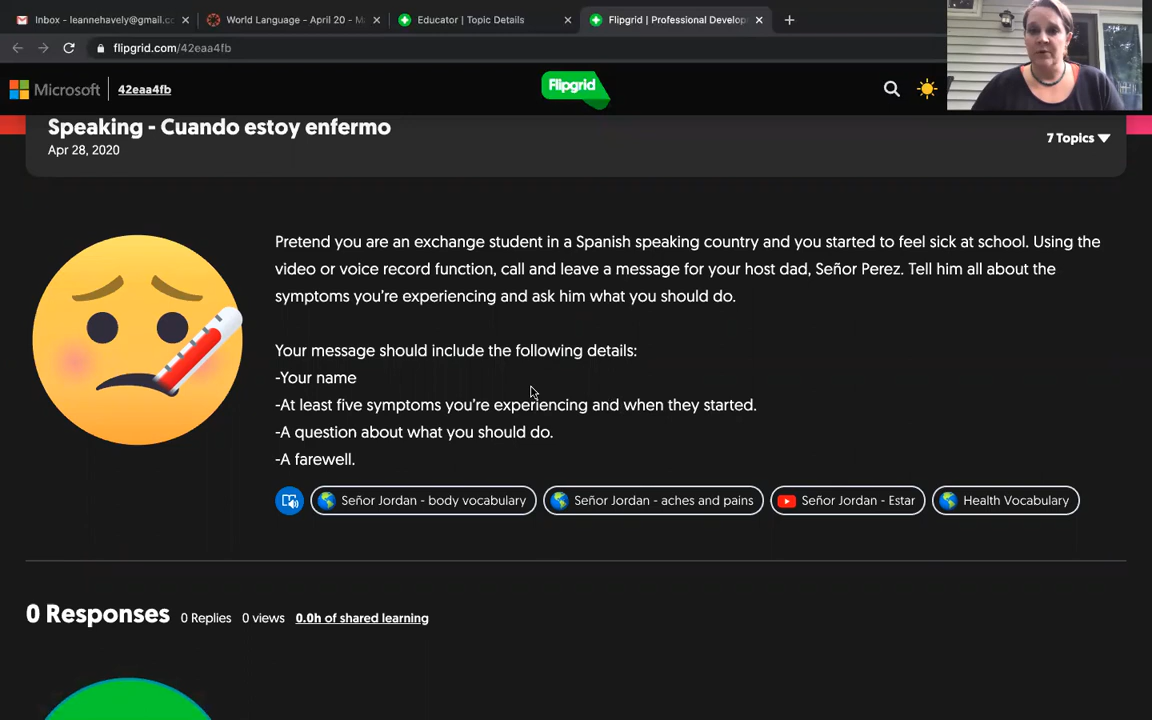 Inbox - leannehavely@gmail.cc
World Language - April 20 - M
Educator | Topic Details
Flipgrid | Professional Develop
flipgrid.com/42eaa4fb
Microsoft
42eaa4fb
Flipgrid
Speaking - Cuando estoy enfermo
Apr 28, 2020
7 Topics
Pretend you are an exchange student in a Spanish speaking country and you started to feel sick at school. Using the
video or voice record function, call and leave a message for your host dad, Señor Perez. Tell him all about the
symptoms you're experiencing and ask him what you should do.
Your message should include the following details:
-Your name
-At least five symptoms you're experiencing and when they started.
-A question about what you should do.
-A farewell.
Señor Jordan - body vocabulary
Señor Jordan - aches and pains
Señor Jordan - Estar
Health Vocabulary
0 Responses
0 Replies
0 views
0.0h of shared learning